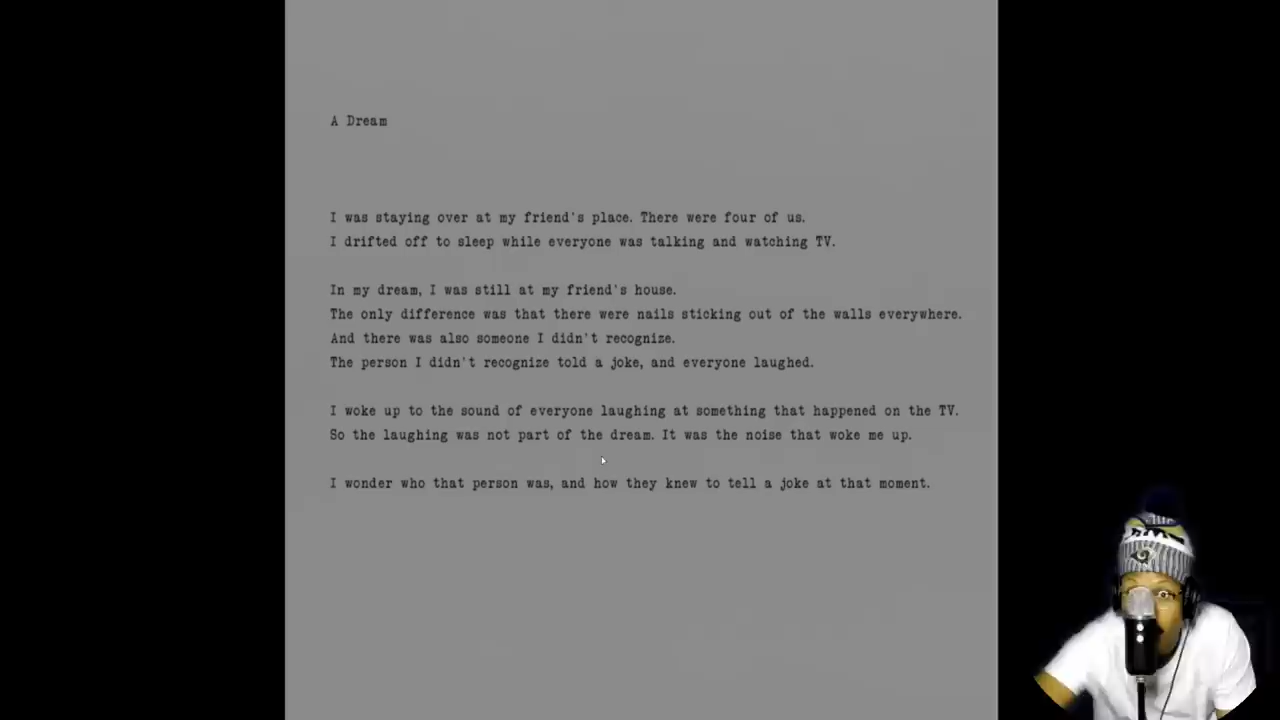 A Dream
I was staying over at my friend's place. There were four of us.
I drifted off to sleep while everyone was talking and watching TV.
In my dream, I was still at my friend's house.
The only difference was that there were nails sticking out of the walls everywhere.
And there was also someone I didn't recognize.
The person I didn't recognize told a joke, and everyone laughed.
I woke up to the sound of everyone laughing at something that happened on the TV.
So the laughing was not part of the dream. It was the noise that woke me up.
I wonder who that person was, and how they knew to tell a joke at that moment.